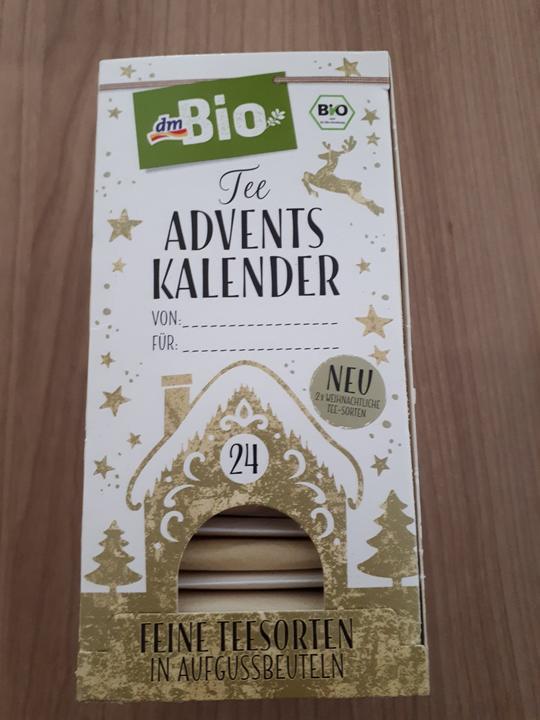 dm Bio
BIO
Tee
ADVENTS
KALENDER
VON:
FÜR:
NEU
2x WEIHNACHTLICHE
TEE-SORTEN
24
FEINE TEESORTEN
IN AUFGUSSBEUTELN